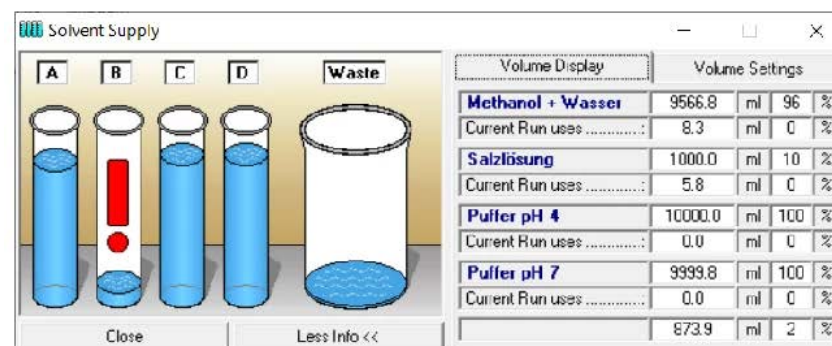 Solvent Supply
A B C D Waste
Volume Display Volume Settings
Methanol + Wasser 9566.8 ml 96 %
Current Run uses ............: 8.3 ml 0 %
Salzlösung 1000.0 ml 10 %
Current Run uses ............: 5.8 ml 0 %
Puffer pH 4 10000.0 ml 100 %
Current Run uses ............: 0.0 ml 0 %
Puffer pH 7 9999.8 ml 100 %
Current Run uses ............: 0.0 ml 0 %
873.9 ml 2 %
Close Less Info <<